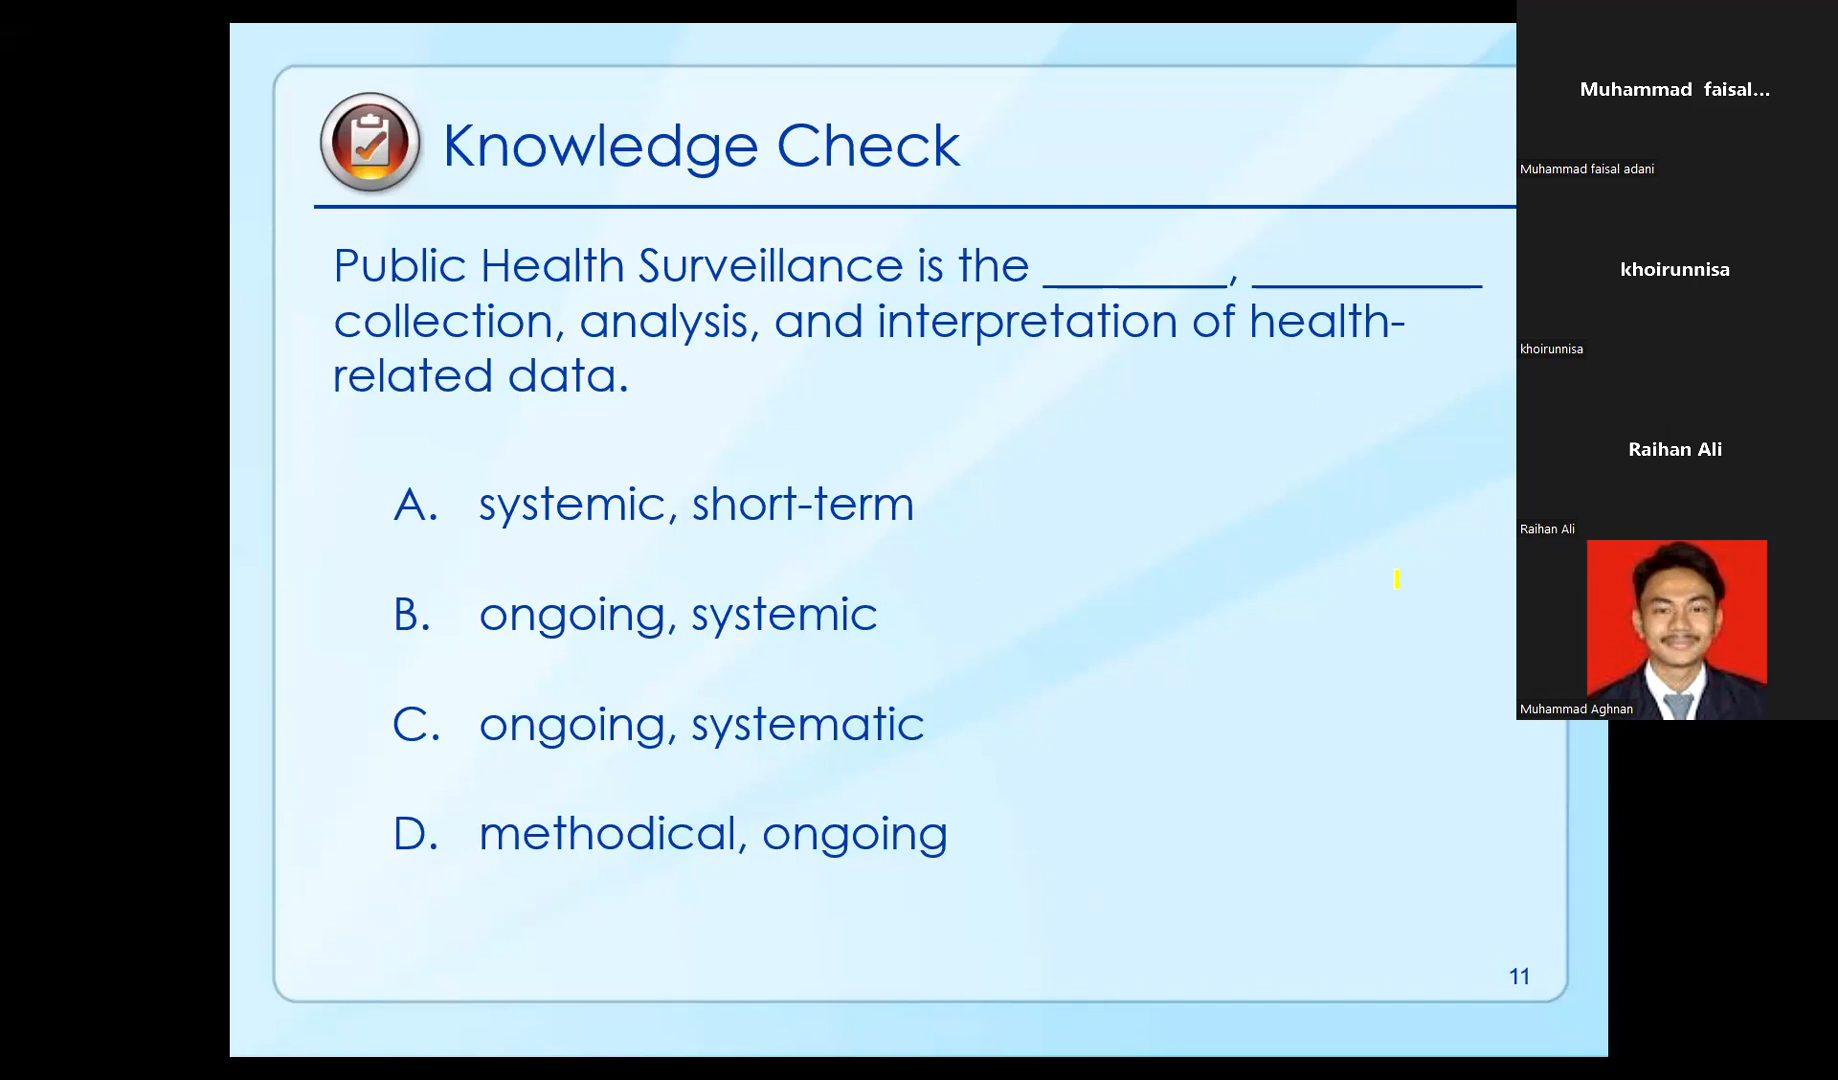 Knowledge Check
Public Health Surveillance is the ________, __________
collection, analysis, and interpretation of health-
related data.
A. systemic, short-term
B. ongoing, systemic
C. ongoing, systematic
D. methodical, ongoing
11
Muhammad faisal...
Muhammad faisal adani
khoirunnisa
khoirunnisa
Raihan Ali
Raihan Ali
Muhammad Aghnan